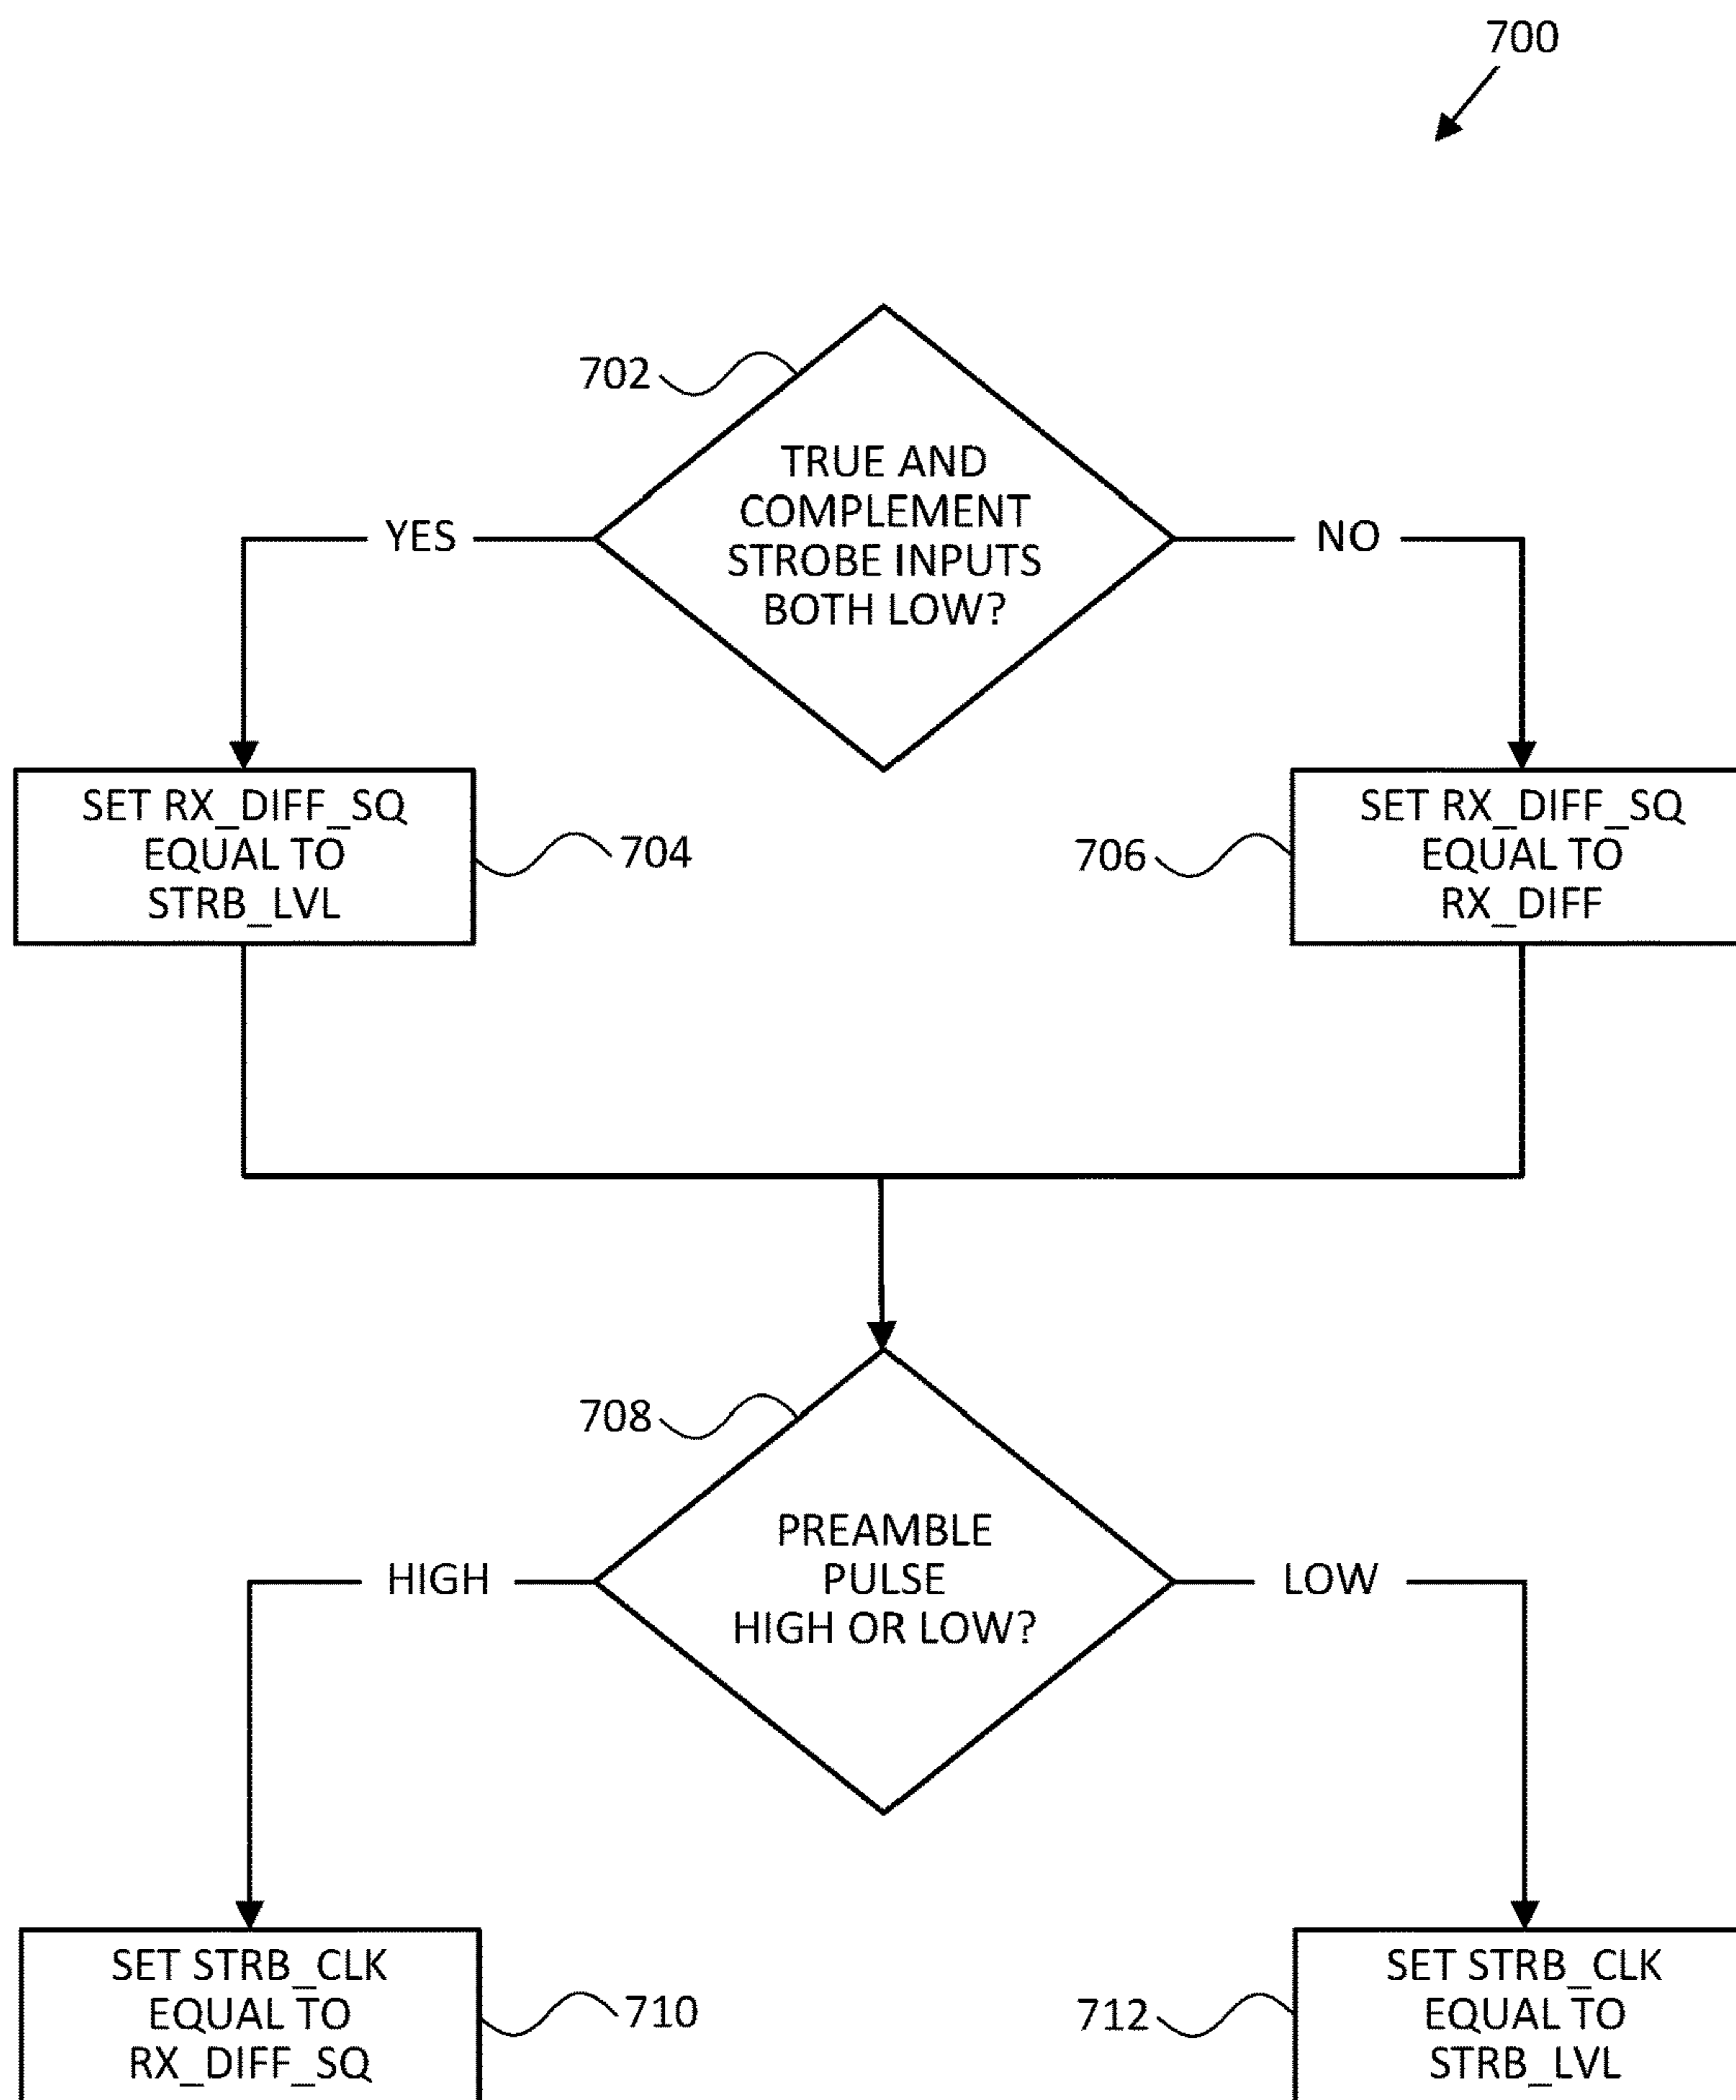 700
702
TRUE AND
COMPLEMENT
STROBE INPUTS
BOTH LOW?
YES
NO
SET RX_DIFF_SQ
EQUAL TO
STRB_LVL
704
706
SET RX_DIFF_SQ
EQUAL TO
RX_DIFF
708
PREAMBLE
PULSE
HIGH OR LOW?
HIGH
LOW
SET STRB_CLK
EQUAL TO
RX_DIFF_SQ
710
712
SET STRB_CLK
EQUAL TO
STRB_LVL